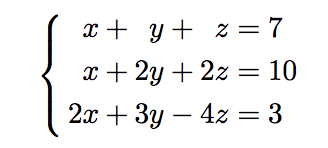 x + y + z = 7
x + 2y + 2z = 10
2x + 3y − 4z = 3